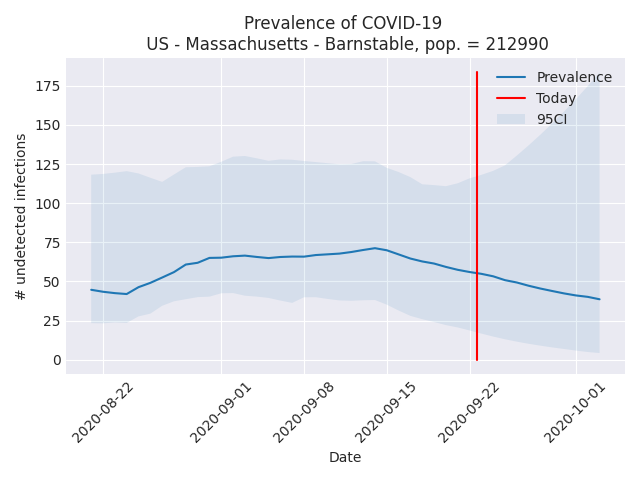 Prevalence of COVID-19
US - Massachusetts - Barnstable, pop. = 212990
Prevalence
Today
95CI
# undetected infections
175
150
125
100
75
50
25
0
2020-08-22
2020-09-01
2020-09-08
2020-09-15
2020-09-22
2020-10-01
Date